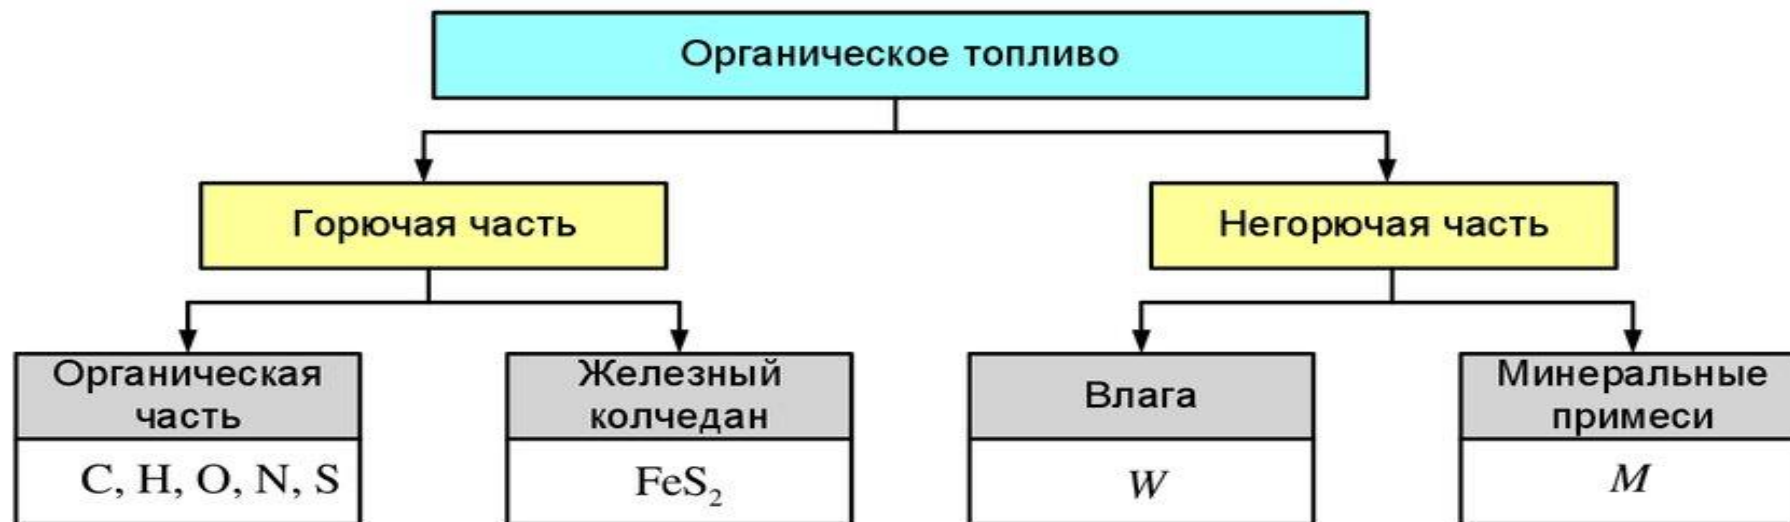 Органическое топливо
Горючая часть
Негорючая часть
Органическая
часть
Железный
колчедан
Влага
Минеральные
примеси
C, H, O, N, S
FeS₂
W
M